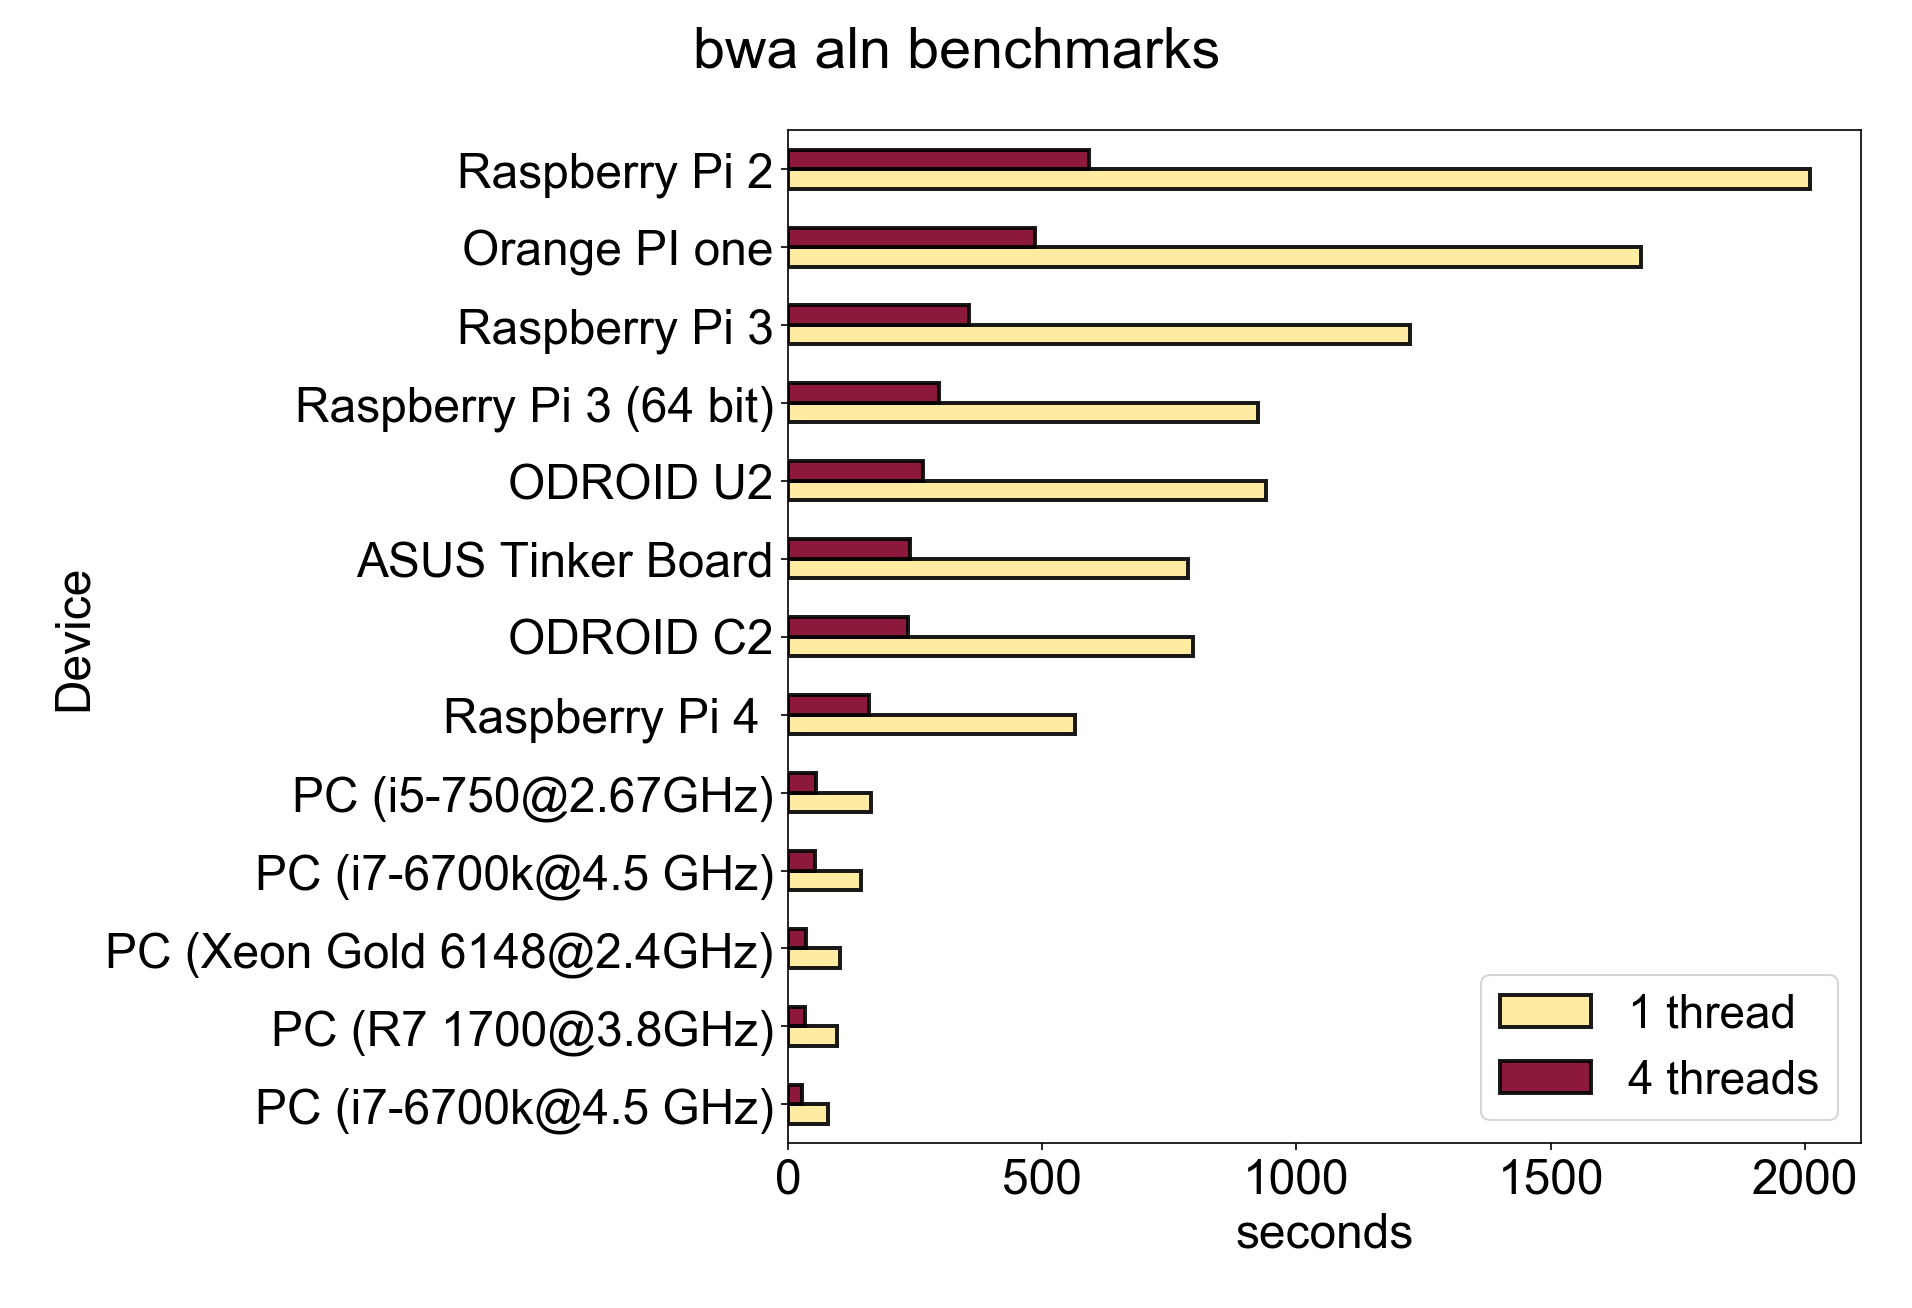 bwa aln benchmarks
Device
Raspberry Pi 2
Orange PI one
Raspberry Pi 3
Raspberry Pi 3 (64 bit)
ODROID U2
ASUS Tinker Board
ODROID C2
Raspberry Pi 4
PC (i5-750@2.67GHz)
PC (i7-6700k@4.5 GHz)
PC (Xeon Gold 6148@2.4GHz)
PC (R7 1700@3.8GHz)
PC (i7-6700k@4.5 GHz)
1 thread
4 threads
0 500 1000 1500 2000
seconds